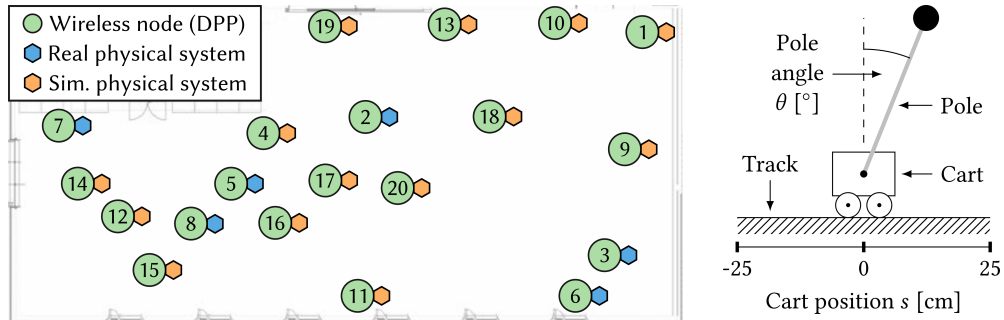 Wireless node (DPP)
Real physical system
Sim. physical system
19
13
10
1
7
4
2
18
9
14
5
17
20
12
8
16
15
3
11
6
Pole
angle
θ [°]
Pole
Track
Cart
-25
0
25
Cart position s [cm]